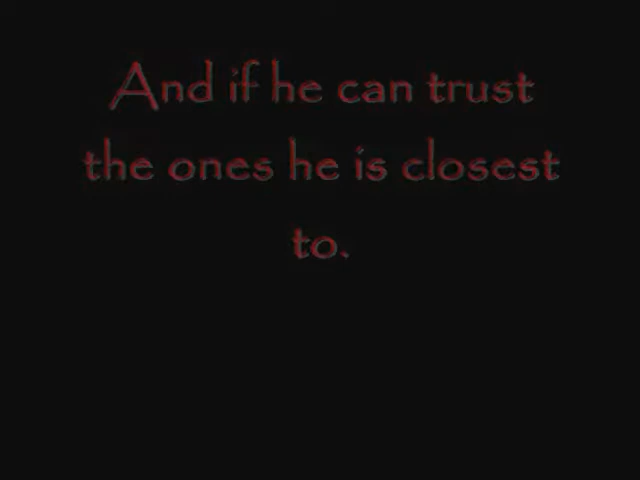 And if he can trust
the ones he is closest
to.